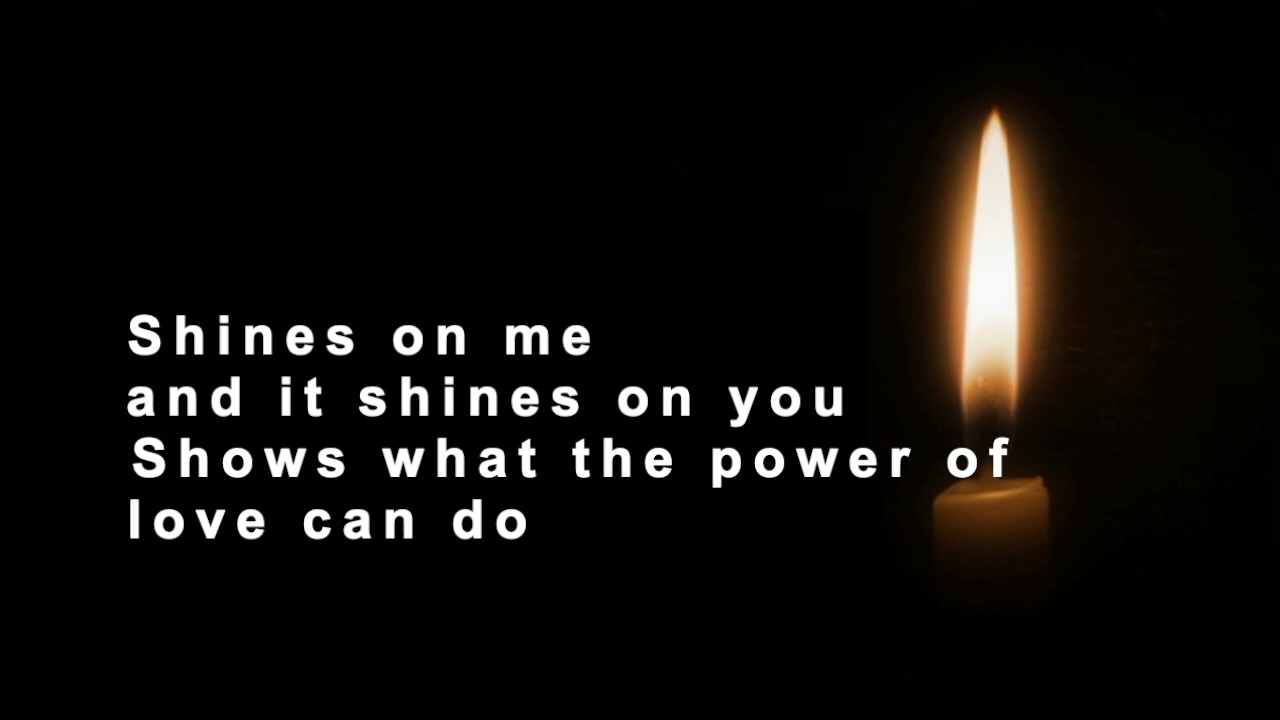 Shines on me
and it shines on you
Shows what the power of
love can do